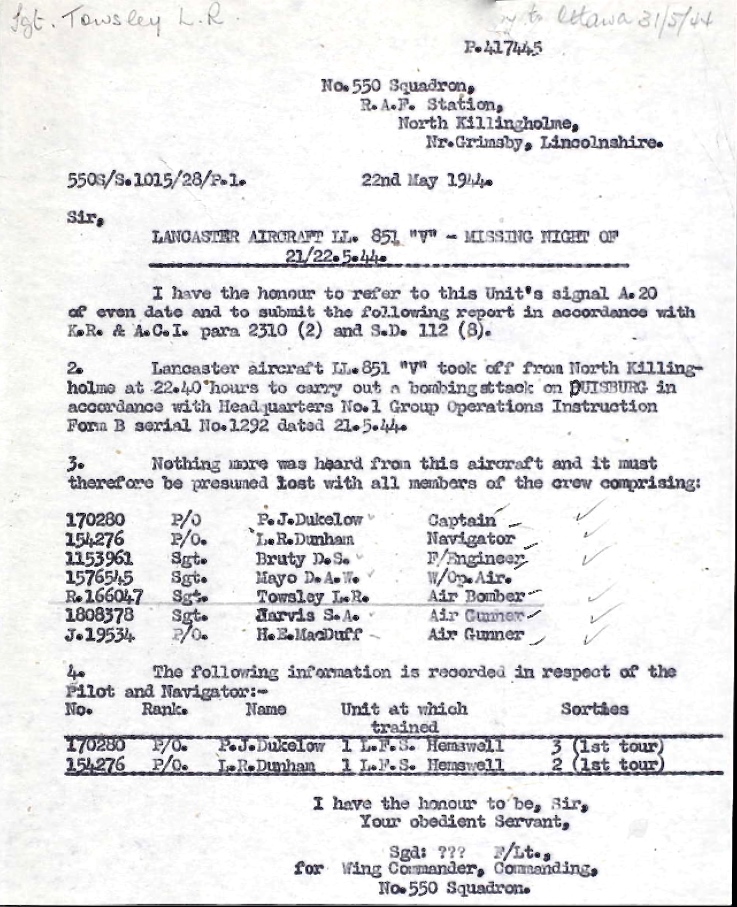 Sgt. Towsley L.R. to Ottawa 31/5/44
P.417445
No.550 Squadron,
R.A.F. Station,
North Killingholme,
Nr.Grimsby, Lincolnshire.
550S/S.1015/28/P.1. 22nd May 1944.
Sir,
LANCASTER AIRCRAFT LL. 851 "V" - MISSING NIGHT OF
21/22.5.44.
I have the honour to refer to this Unit's signal A.20
of even date and to submit the following report in accordance with
K.R. & A.C.I. para 2310 (2) and S.D. 112 (8).
2. Lancaster aircraft LL.851 "V" took off from North Killing-
holme at 22.40 hours to carry out a bombing attack on DUISBURG in
accordance with Headquarters No.1 Group Operations Instruction
Form B serial No.1292 dated 21.5.44.
3. Nothing more was heard from this aircraft and it must
therefore be presumed lost with all members of the crew comprising:
170280 P/O P.J.Dukelow Captain
154276 P/O. L.R.Dunham Navigator
1153961 Sgt. Bruty D.S. F/Engineer
1576545 Sgt. Mayo D.A.W. W/Op.Air.
R.166047 Sgt. Towsley L.R. Air Bomber
1808378 Sgt. Jarvis S.A. Air Gunner
J.19534 P/O. H.E.MacDuff Air Gunner
4. The following information is recorded in respect of the
Pilot and Navigator:-
No. Rank. Name Unit at which Sorties
trained
170280 P/O. P.J.Dukelow 1 L.F.S. Hemswell 3 (1st tour)
154276 P/O. L.R.Dunham 1 L.F.S. Hemswell 2 (1st tour)
I have the honour to be, Sir,
Your obedient Servant,
Sgd: ??? F/Lt.,
for Wing Commander, Commanding,
No.550 Squadron.